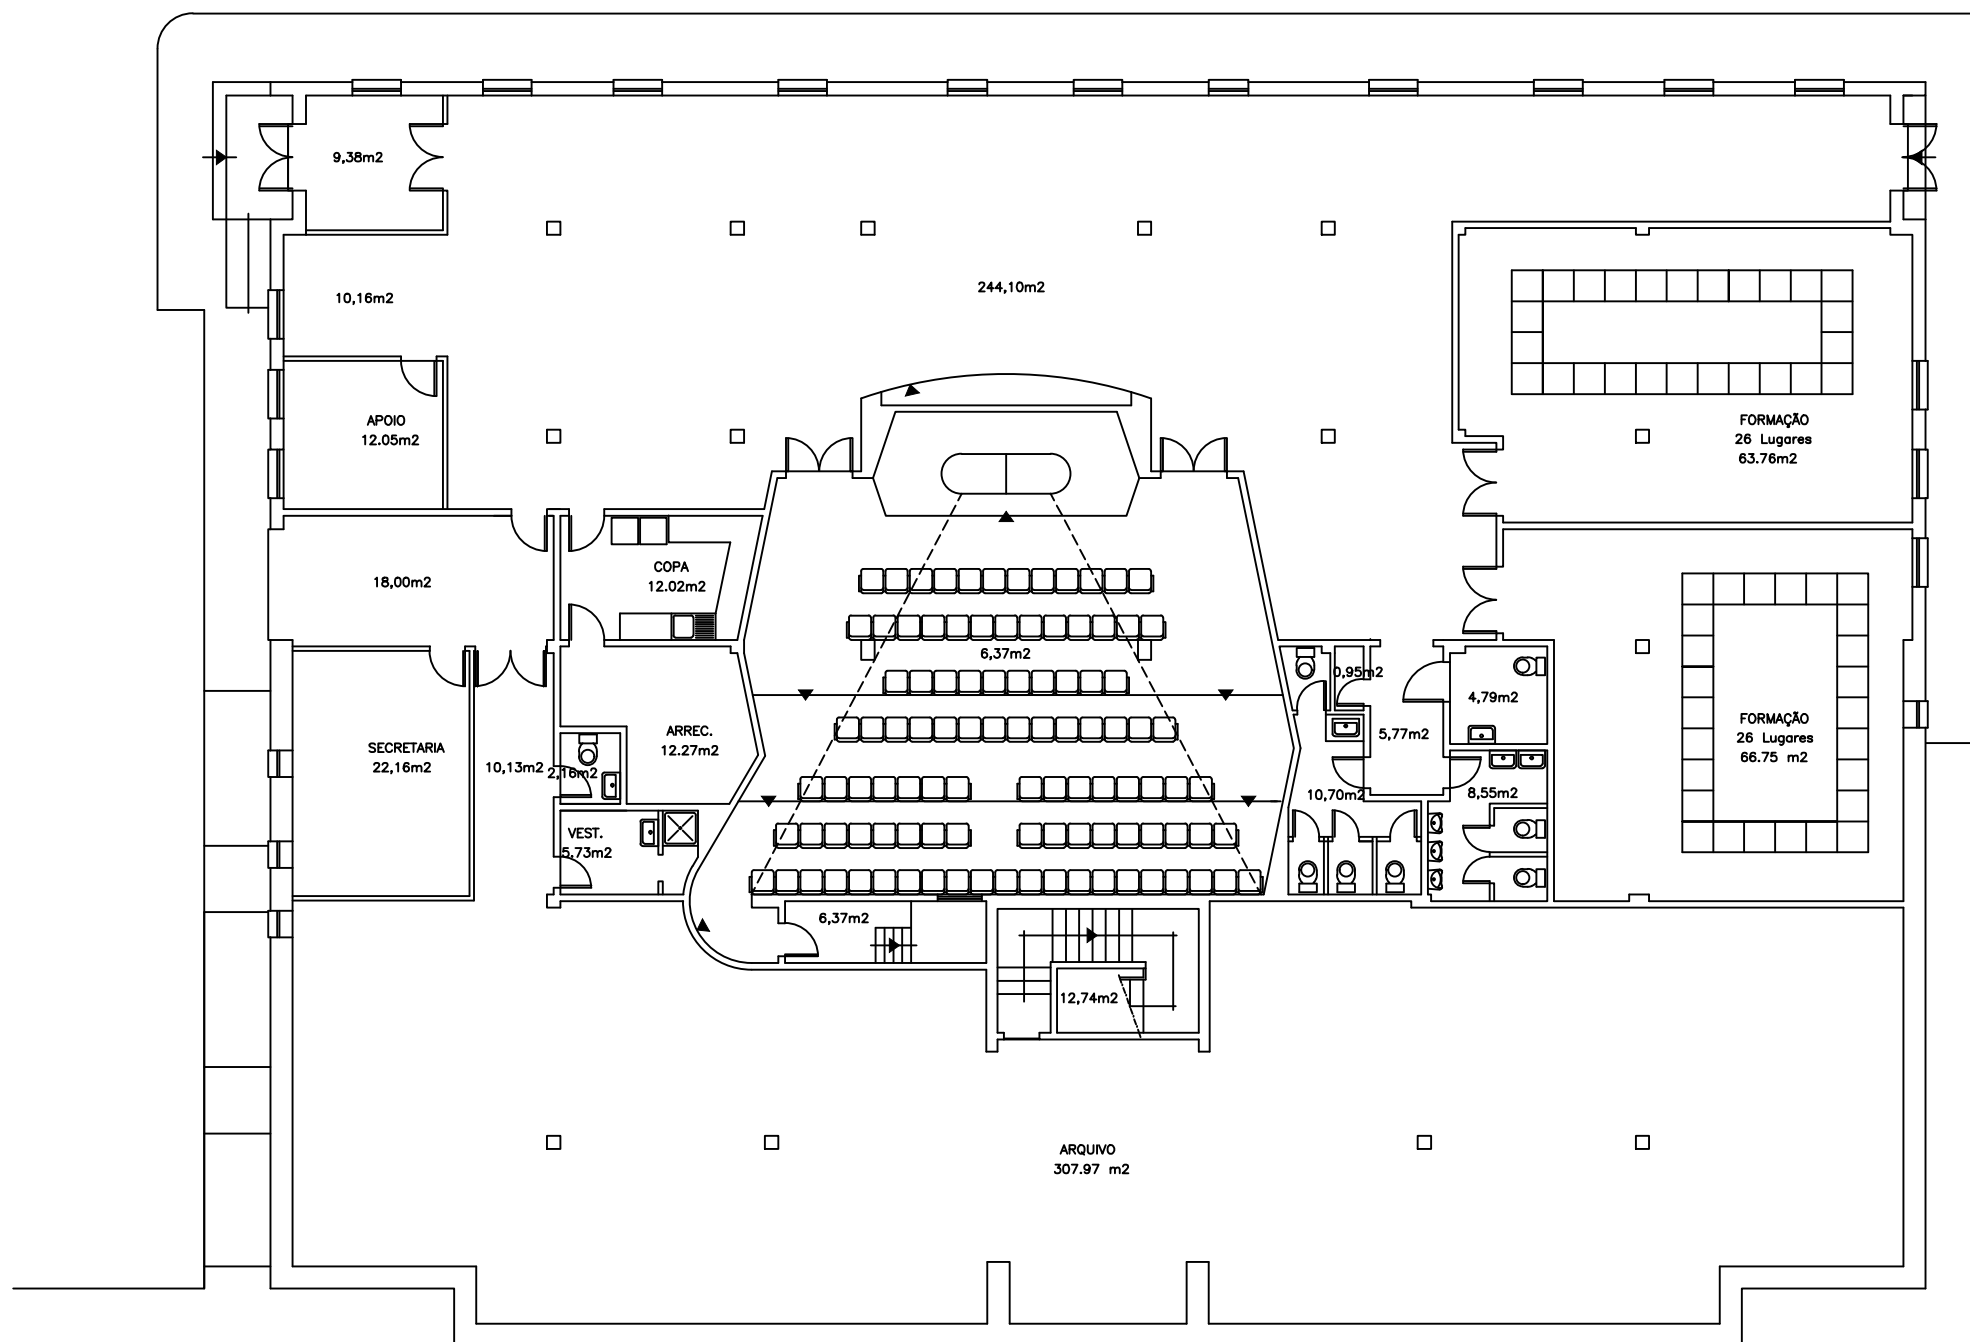 9,38m2
10,16m2
244,10m2
APOIO
12.05m2
FORMAÇÃO
26 Lugares
63.76m2
18,00m2
COPA
12.02m2
6,37m2
0,95m2
4,79m2
SECRETARIA
22,16m2
10,13m2
2,16m2
ARREC.
12.27m2
5,77m2
FORMAÇÃO
26 Lugares
66.75 m2
10,70m2
8,55m2
VEST.
5.73m2
6,37m2
12,74m2
ARQUIVO
307.97 m2